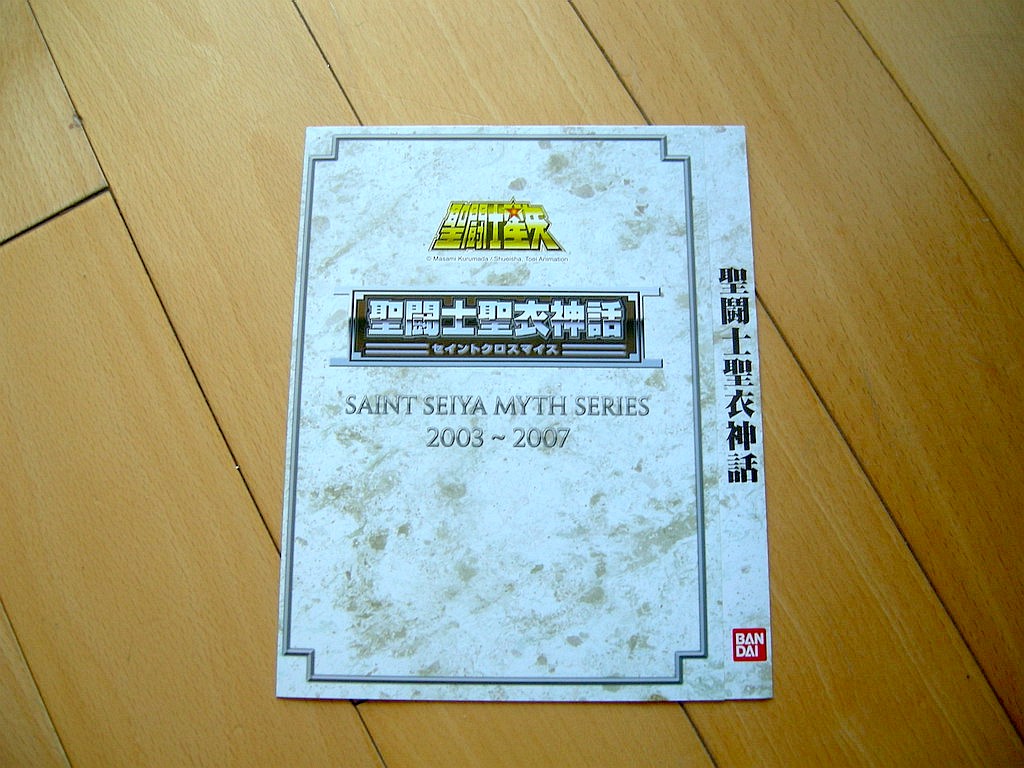 聖闘士星矢
© Masami Kurumada / Shueisha, Toei Animation
聖闘士聖衣神話
セイントクロスマイス
SAINT SEIYA MYTH SERIES
2003 ~ 2007
聖闘士聖衣神話
BAN
DAI